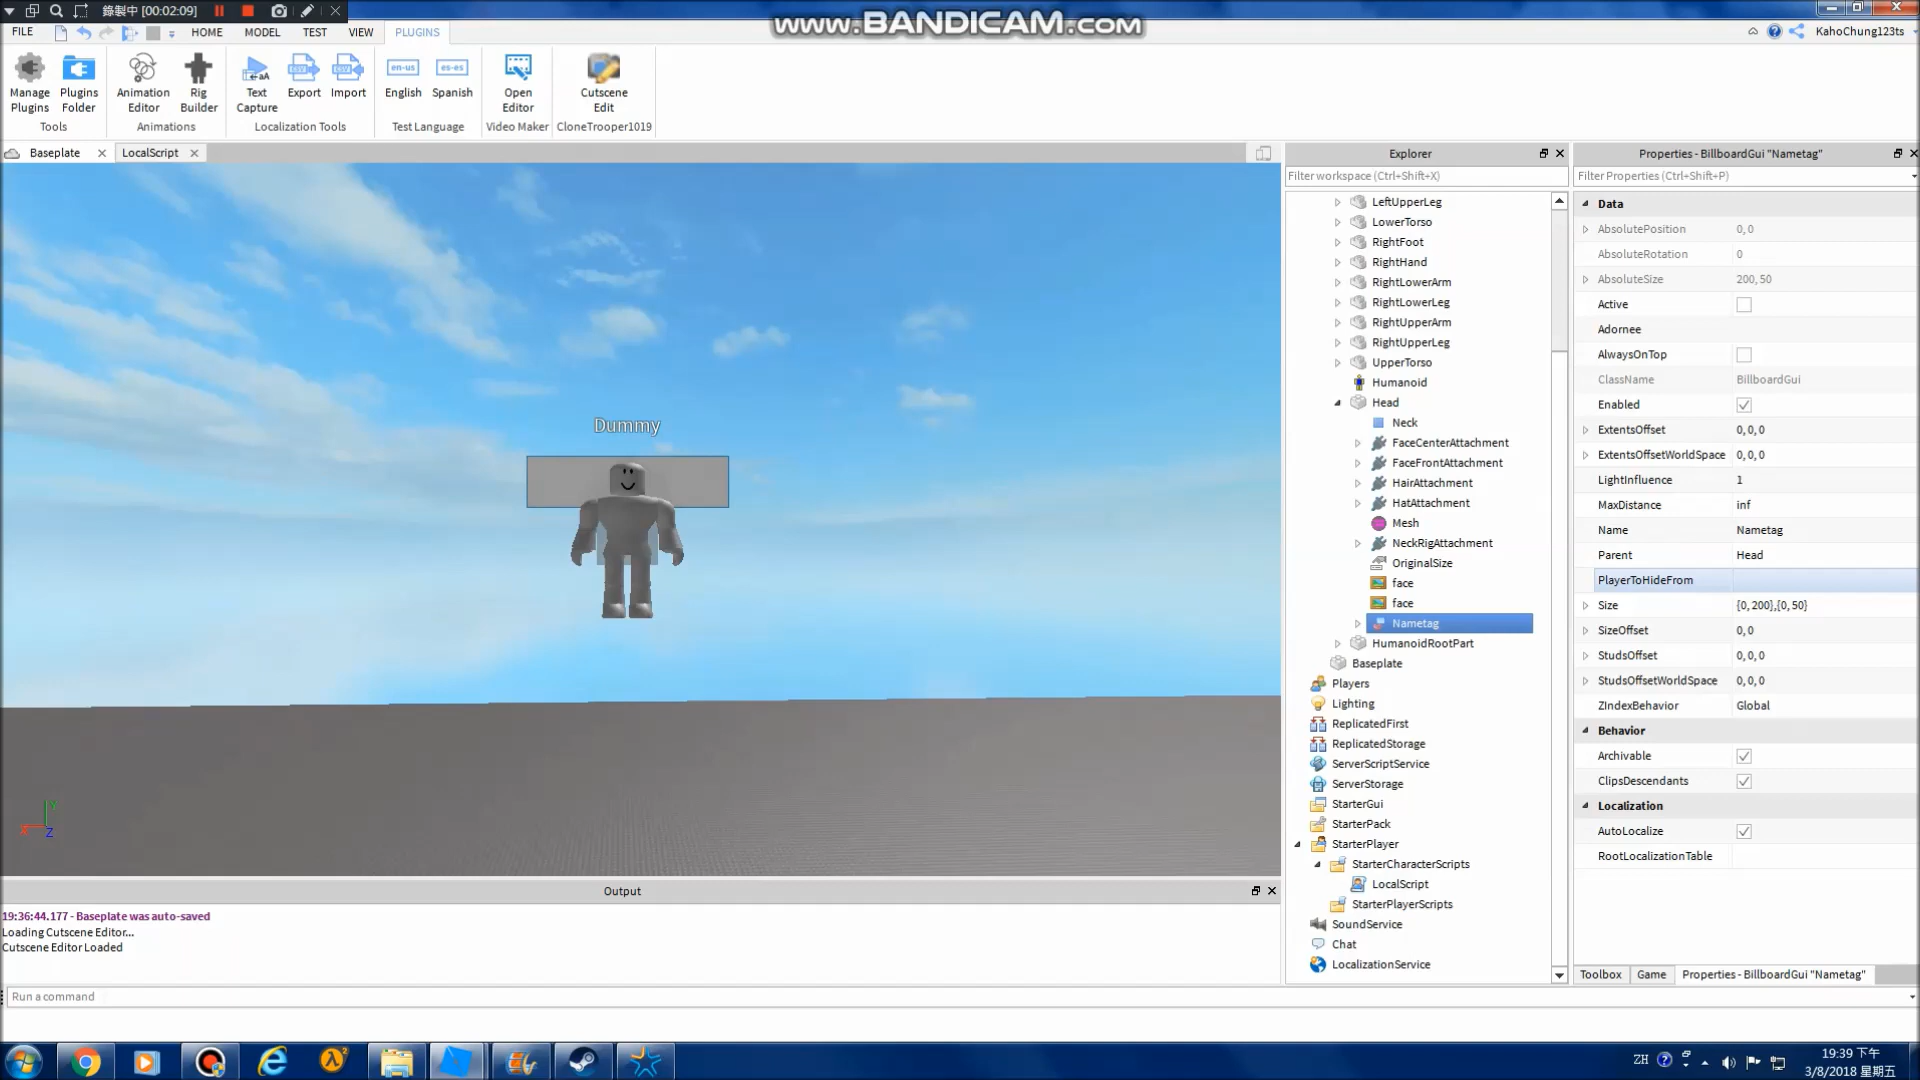 錄製中 [00:02:09]
www.BANDICAM.com
FILE HOME MODEL TEST VIEW PLUGINS KahoChung123ts
Manage Plugins
Plugins Folder
Tools
Animation Editor
Rig Builder
Animations
Text Capture
Export
Import
Localization Tools
en-us English
es-es Spanish
Test Language
Open Editor
Video Maker
Cutscene Edit
CloneTrooper1019
Baseplate LocalScript
Dummy
Y
X
Z
Output
19:36:44.177 - Baseplate was auto-saved
Loading Cutscene Editor...
Cutscene Editor Loaded
Run a command
Explorer
Filter workspace (Ctrl+Shift+X)
LeftUpperLeg
LowerTorso
RightFoot
RightHand
RightLowerArm
RightLowerLeg
RightUpperArm
RightUpperLeg
UpperTorso
Humanoid
Head
Neck
FaceCenterAttachment
FaceFrontAttachment
HairAttachment
HatAttachment
Mesh
NeckRigAttachment
OriginalSize
face
face
Nametag
HumanoidRootPart
Baseplate
Players
Lighting
ReplicatedFirst
ReplicatedStorage
ServerScriptService
ServerStorage
StarterGui
StarterPack
StarterPlayer
StarterCharacterScripts
LocalScript
StarterPlayerScripts
SoundService
Chat
LocalizationService
Properties - BillboardGui "Nametag"
Filter Properties (Ctrl+Shift+P)
Data
AbsolutePosition 0, 0
AbsoluteRotation 0
AbsoluteSize 200, 50
Active
Adornee
AlwaysOnTop
ClassName BillboardGui
Enabled
ExtentsOffset 0, 0, 0
ExtentsOffsetWorldSpace 0, 0, 0
LightInfluence 1
MaxDistance inf
Name Nametag
Parent Head
PlayerToHideFrom
Size {0, 200},{0, 50}
SizeOffset 0, 0
StudsOffset 0, 0, 0
StudsOffsetWorldSpace 0, 0, 0
ZIndexBehavior Global
Behavior
Archivable
ClipsDescendants
Localization
AutoLocalize
RootLocalizationTable
Toolbox Game Properties - BillboardGui "Nametag"
ZH 19:39 下午
3/8/2018 星期五